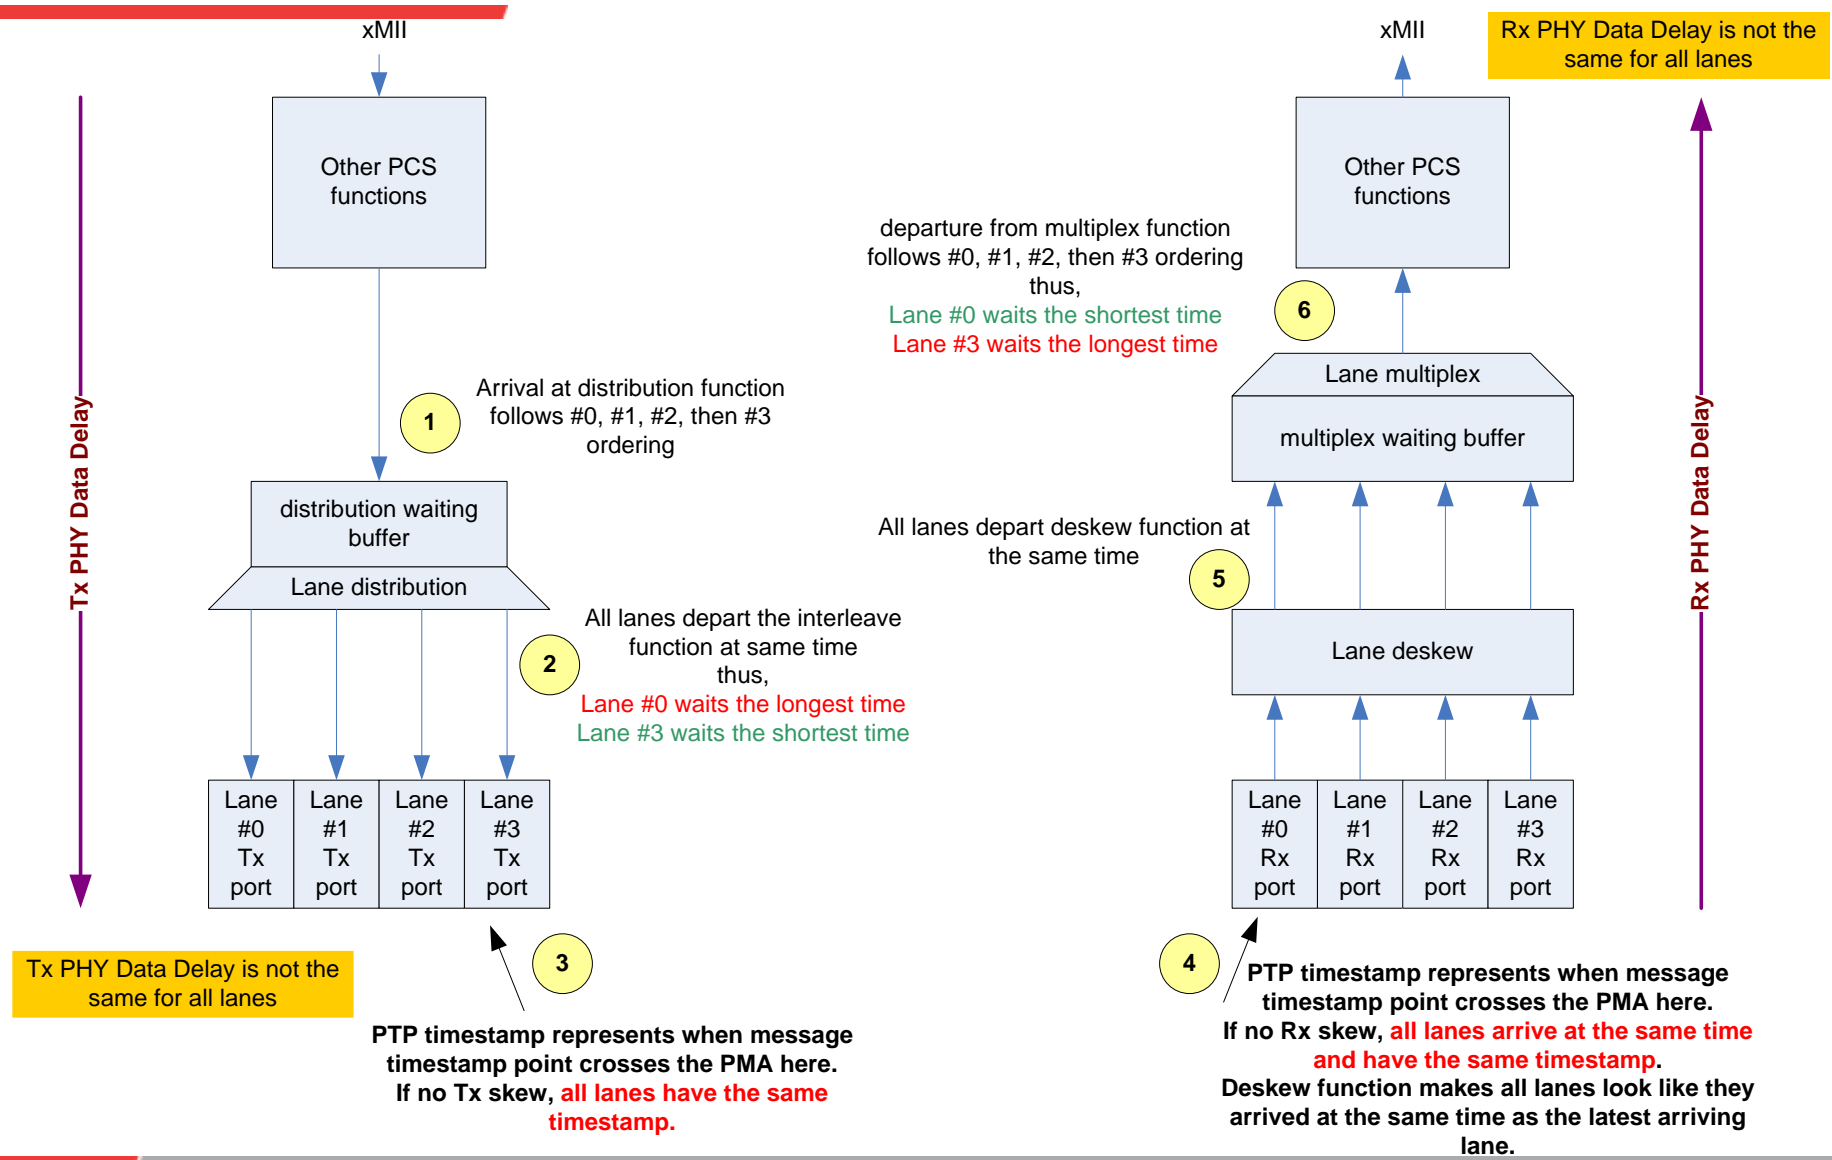 xMII
Other PCS
functions
Tx PHY Data Delay
1
Arrival at distribution function
follows #0, #1, #2, then #3
ordering
distribution waiting
buffer
Lane distribution
2
All lanes depart the interleave
function at same time
thus,
Lane #0 waits the longest time
Lane #3 waits the shortest time
Lane
#0
Tx
port
Lane
#1
Tx
port
Lane
#2
Tx
port
Lane
#3
Tx
port
Tx PHY Data Delay is not the
same for all lanes
3
PTP timestamp represents when message
timestamp point crosses the PMA here.
If no Tx skew, all lanes have the same
timestamp.
xMII
Rx PHY Data Delay is not the
same for all lanes
Other PCS
functions
departure from multiplex function
follows #0, #1, #2, then #3 ordering
thus,
Lane #0 waits the shortest time
Lane #3 waits the longest time
6
Lane multiplex
multiplex waiting buffer
Rx PHY Data Delay
All lanes depart deskew function at
the same time
5
Lane deskew
Lane
#0
Rx
port
Lane
#1
Rx
port
Lane
#2
Rx
port
Lane
#3
Rx
port
4
PTP timestamp represents when message
timestamp point crosses the PMA here.
If no Rx skew, all lanes arrive at the same time
and have the same timestamp.
Deskew function makes all lanes look like they
arrived at the same time as the latest arriving
lane.